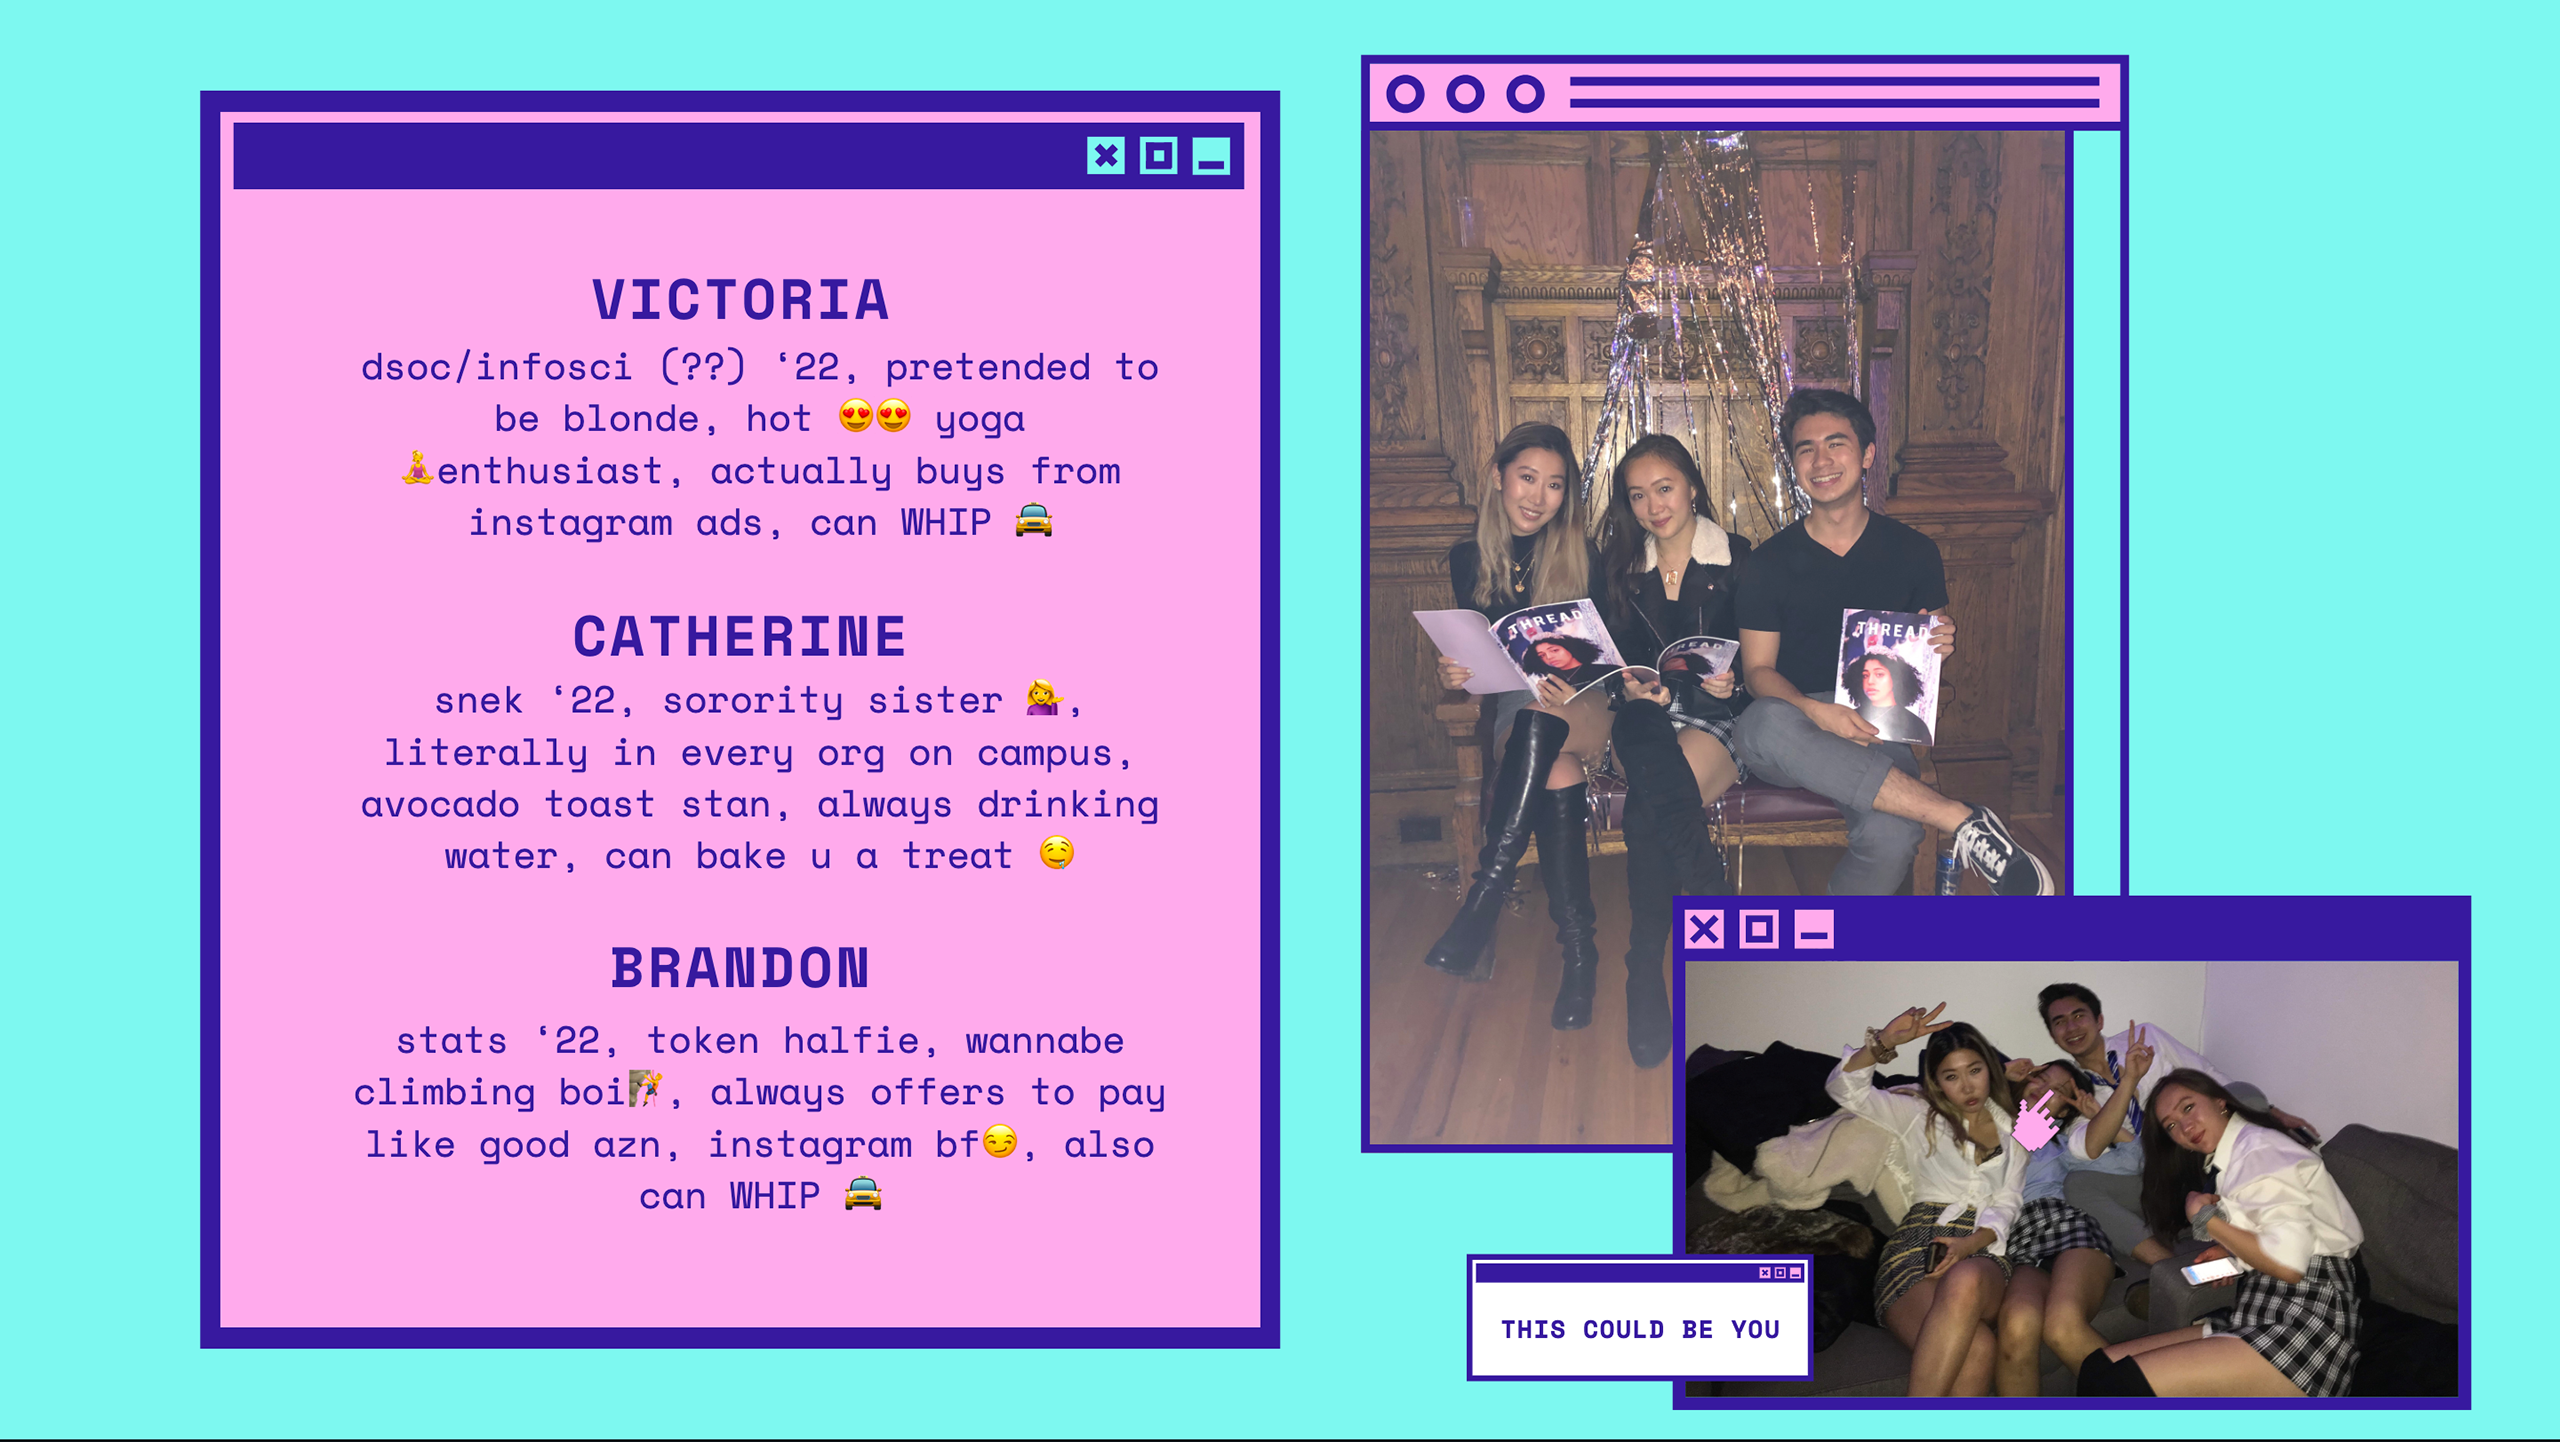 VICTORIA
dsoc/infosci (??) ‘22, pretended to
be blonde, hot 😍😍 yoga
🧘‍♀️enthusiast, actually buys from
instagram ads, can WHIP 🚖
CATHERINE
snek ‘22, sorority sister 💁‍♀️,
literally in every org on campus,
avocado toast stan, always drinking
water, can bake u a treat 🤤
BRANDON
stats ‘22, token halfie, wannabe
climbing boi🧗, always offers to pay
like good azn, instagram bf😏, also
can WHIP 🚖
THREAD
THREAD
THREAD
THIS COULD BE YOU